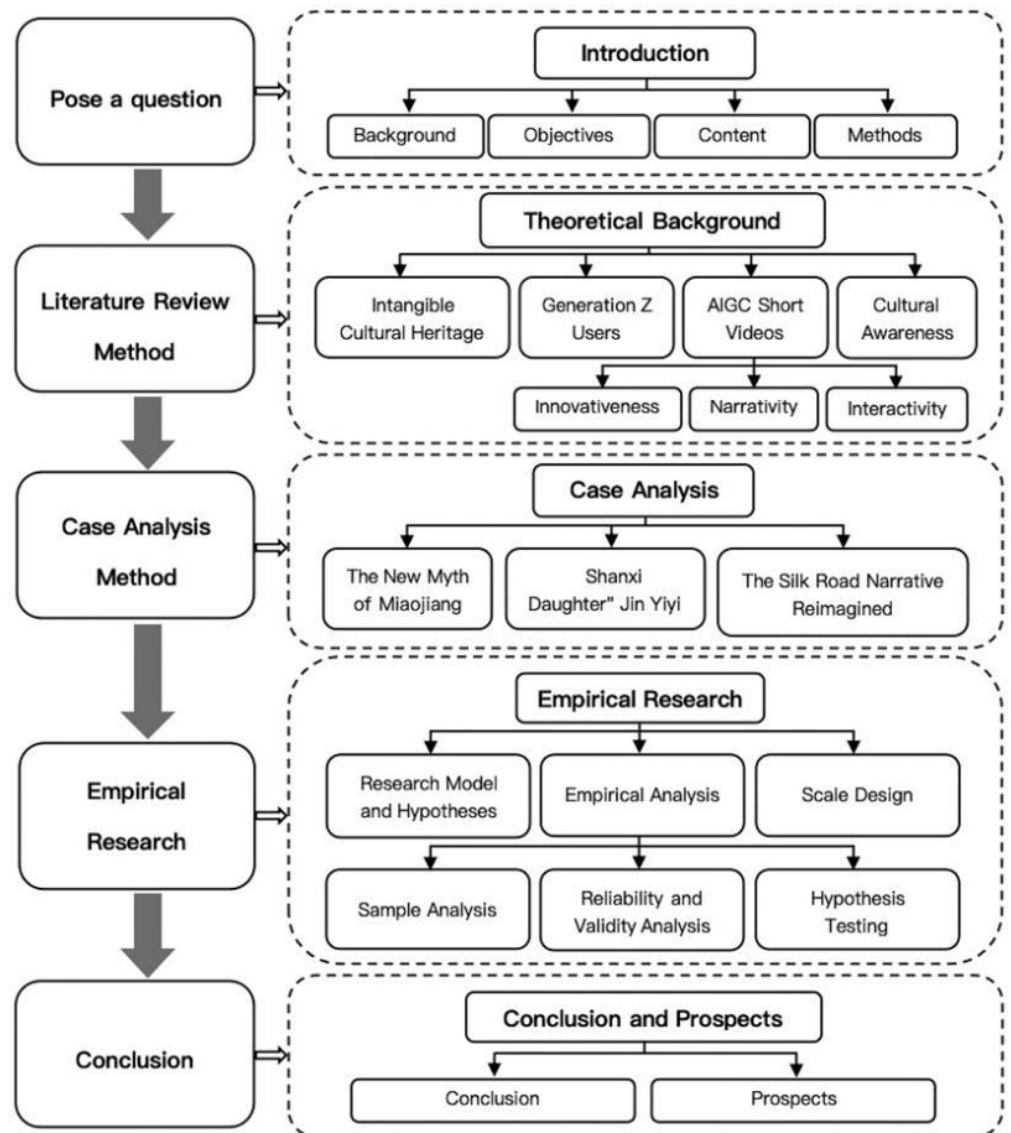 Pose a question
Introduction
Background
Objectives
Content
Methods
Literature Review
Method
Theoretical Background
Intangible
Cultural Heritage
Generation Z
Users
AIGC Short
Videos
Cultural
Awareness
Innovativeness
Narrativity
Interactivity
Case Analysis
Method
Case Analysis
The New Myth
of Miaojiang
Shanxi
Daughter" Jin Yiyi
The Silk Road Narrative
Reimagined
Empirical
Research
Empirical Research
Research Model
and Hypotheses
Empirical Analysis
Scale Design
Sample Analysis
Reliability and
Validity Analysis
Hypothesis
Testing
Conclusion
Conclusion and Prospects
Conclusion
Prospects